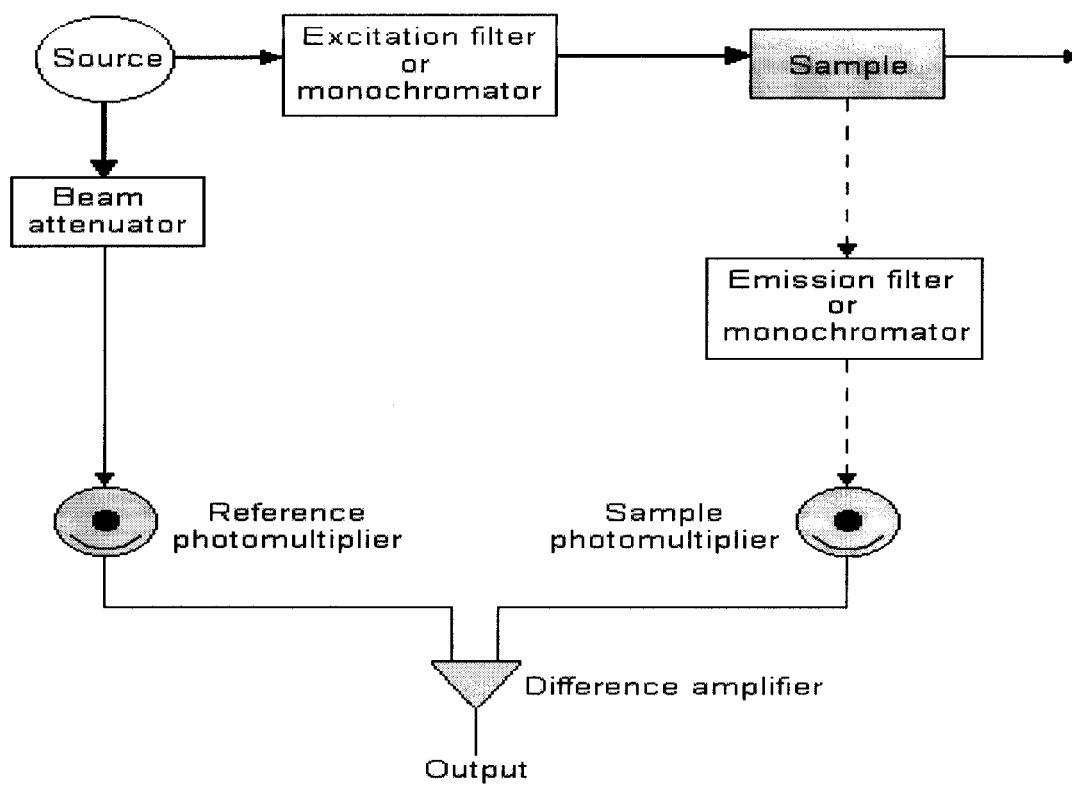 Source
Excitation filter
or
monochromator
Sample
Beam
attenuator
Emission filter
or
monochromator
Reference
photomultiplier
Sample
photomultiplier
Difference amplifier
Output